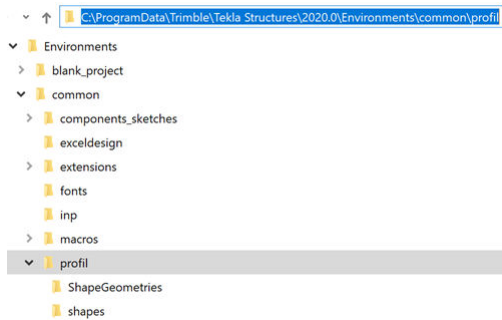 C:\ProgramData\Trimble\Tekla Structures\2020.0\Environments\common\profil
Environments
blank_project
common
components_sketches
exceldesign
extensions
fonts
inp
macros
profil
ShapeGeometries
shapes